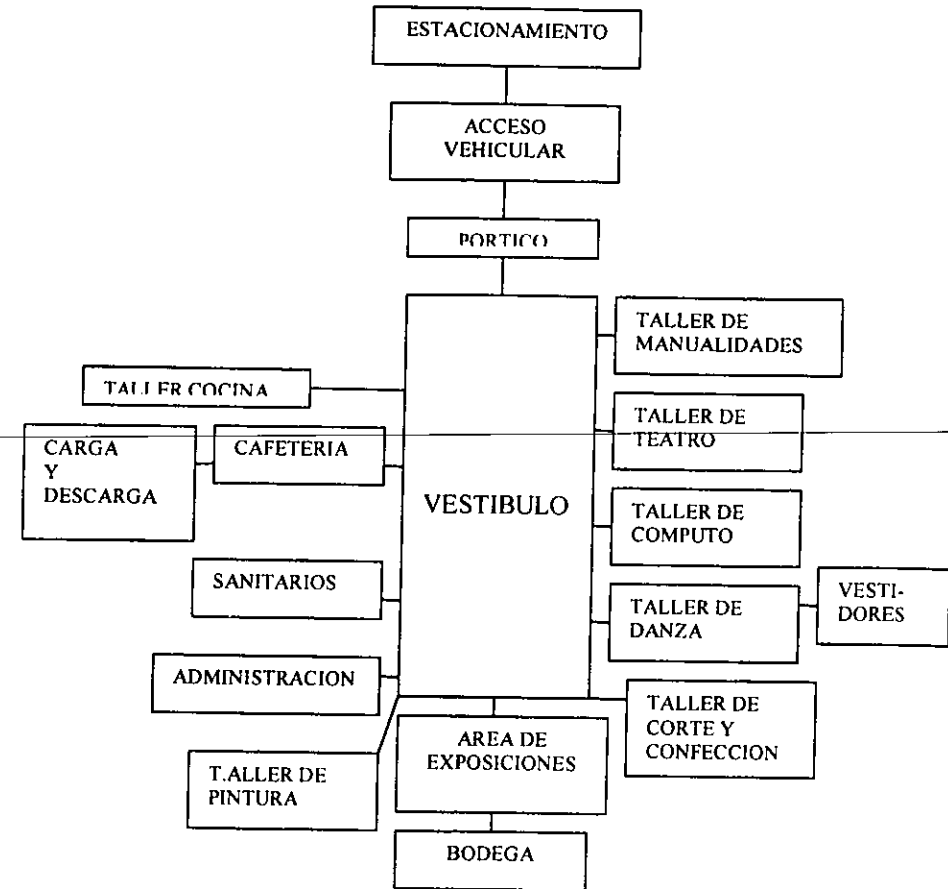 ESTACIONAMIENTO
ACCESO
VEHICULAR
PORTICO
TALLER DE
MANUALIDADES
TALLER COCINA
TALLER DE
TEATRO
CARGA
Y
DESCARGA
CAFETERIA
VESTIBULO
TALLER DE
COMPUTO
SANITARIOS
TALLER DE
DANZA
VESTI-
DORES
ADMINISTRACION
TALLER DE
CORTE Y
CONFECCION
AREA DE
EXPOSICIONES
T.ALLER DE
PINTURA
BODEGA